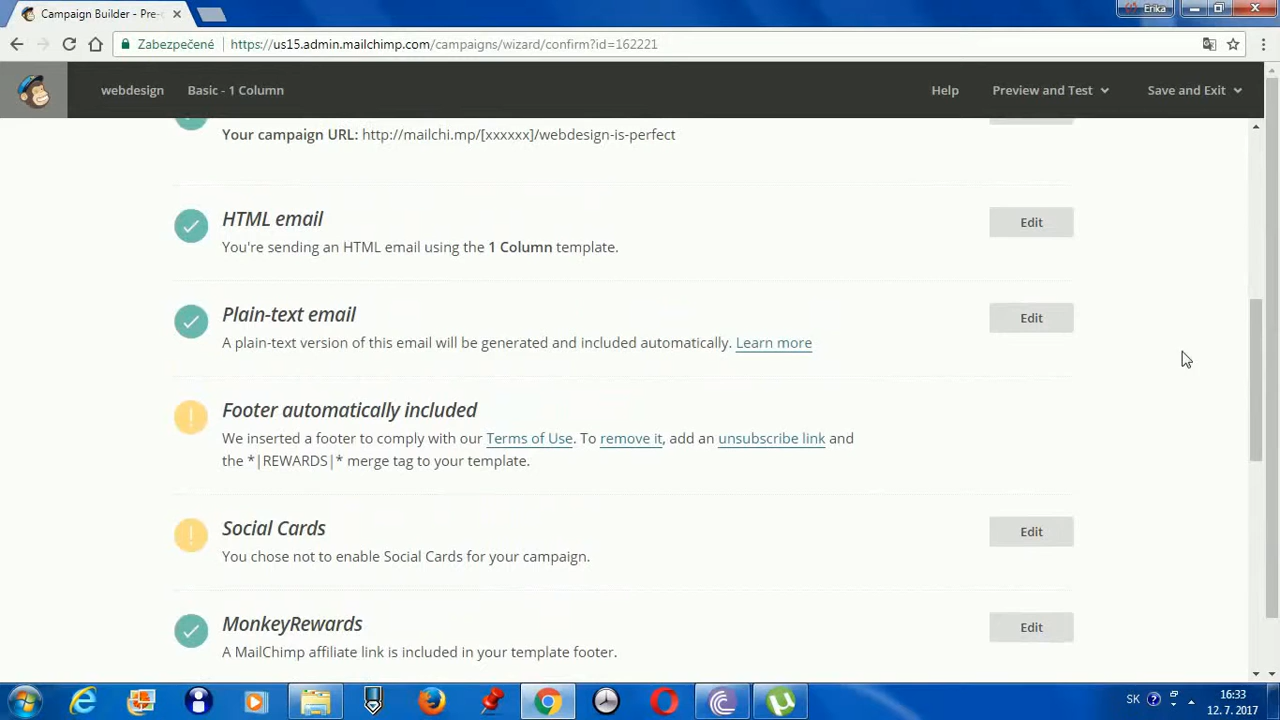 Campaign Builder - Pre-
Erika
Zabezpečené
https://us15.admin.mailchimp.com/campaigns/wizard/confirm?id=162221
webdesign
Basic - 1 Column
Help
Preview and Test
Save and Exit
Your campaign URL: http://mailchi.mp/[xxxxxx]/webdesign-is-perfect
HTML email
Edit
You're sending an HTML email using the 1 Column template.
Plain-text email
Edit
A plain-text version of this email will be generated and included automatically. Learn more
Footer automatically included
We inserted a footer to comply with our Terms of Use. To remove it, add an unsubscribe link and
the *|REWARDS|* merge tag to your template.
Social Cards
Edit
You chose not to enable Social Cards for your campaign.
MonkeyRewards
Edit
A MailChimp affiliate link is included in your template footer.
SK
16:33
12. 7. 2017